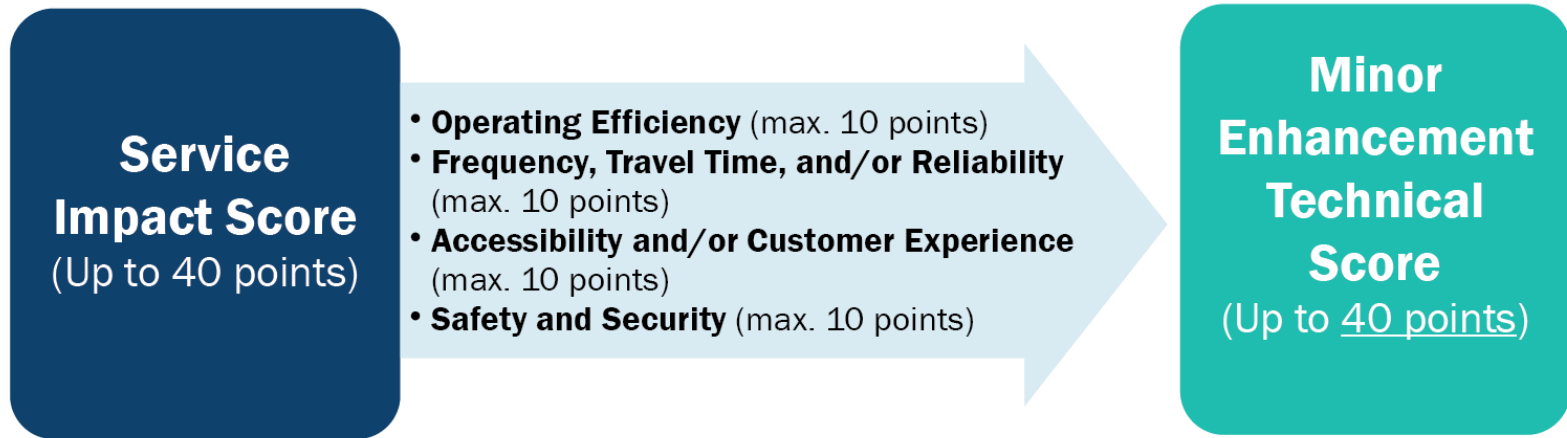 Service
Impact Score
(Up to 40 points)
• Operating Efficiency (max. 10 points)
• Frequency, Travel Time, and/or Reliability
(max. 10 points)
• Accessibility and/or Customer Experience
(max. 10 points)
• Safety and Security (max. 10 points)
Minor
Enhancement
Technical
Score
(Up to 40 points)